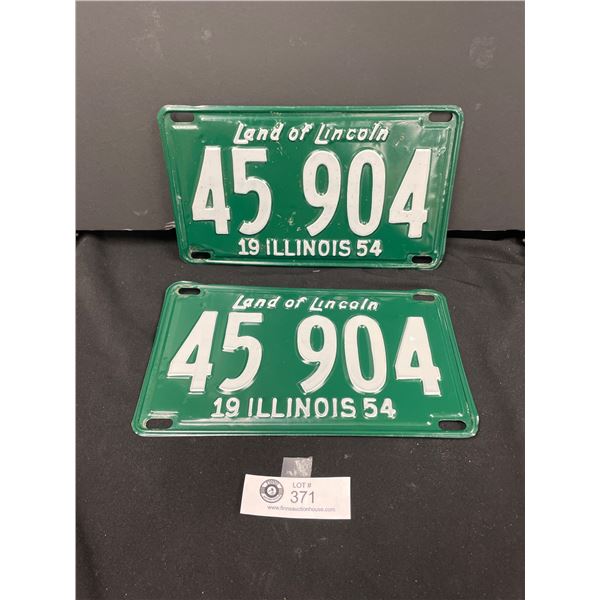 Land of Lincoln
45 904
19 ILLINOIS 54
Land of Lincoln
45 904
19 ILLINOIS 54
LOT #
371
www.finnsauctionhouse.com